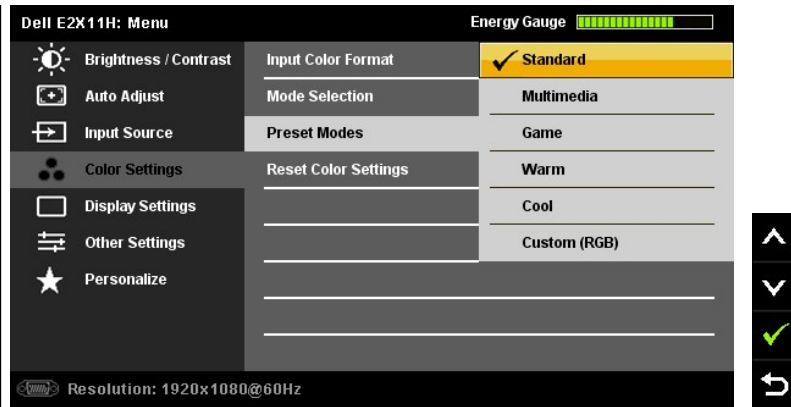 Dell E2X11H: Menu
Energy Gauge
Brightness / Contrast
Auto Adjust
Input Source
Color Settings
Display Settings
Other Settings
Personalize
Input Color Format
Mode Selection
Preset Modes
Reset Color Settings
Standard
Multimedia
Game
Warm
Cool
Custom (RGB)
Resolution: 1920x1080@60Hz